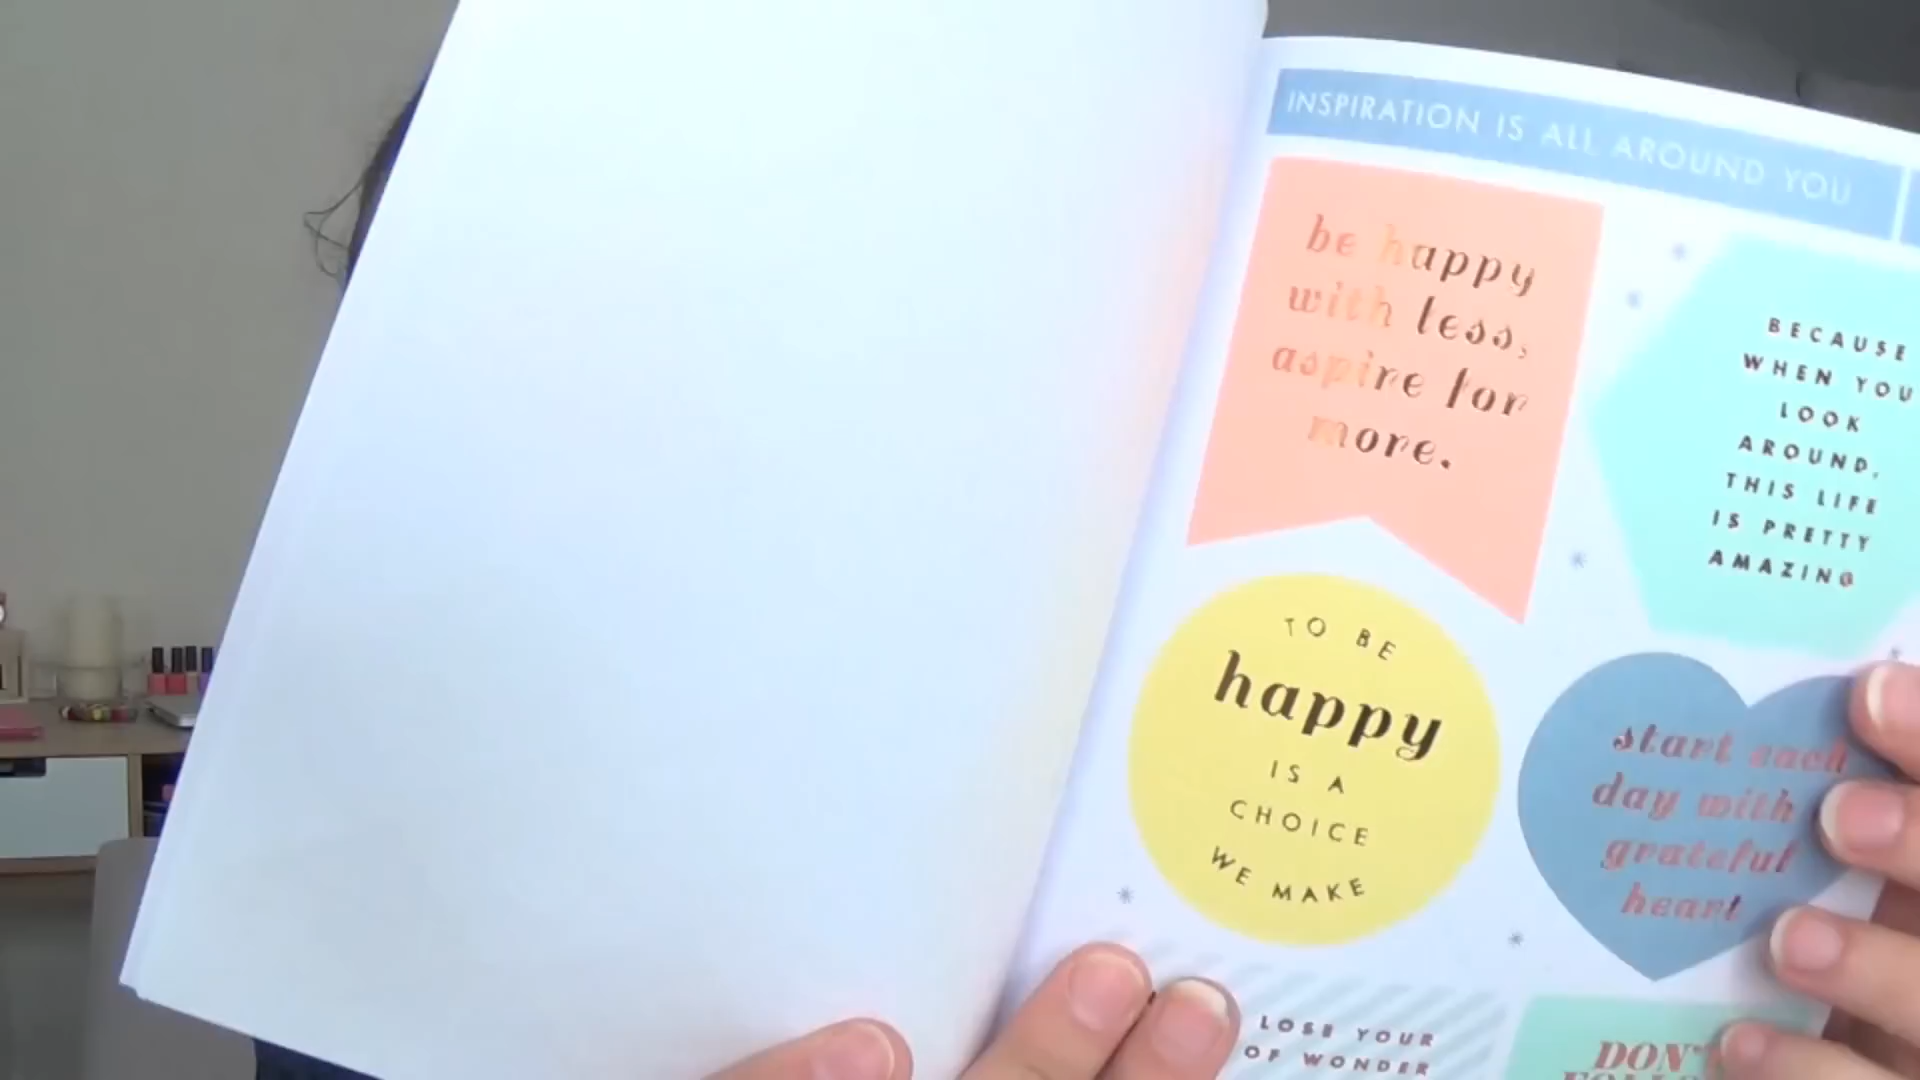 INSPIRATION IS ALL AROUND YOU
be happy
with less,
aspire for
more.
BECAUSE
WHEN YOU
LOOK
AROUND,
THIS LIFE
IS PRETTY
AMAZING
TO BE
happy
IS A
CHOICE
WE MAKE
start each
day with
grateful
heart
LOSE YOUR
OF WONDER